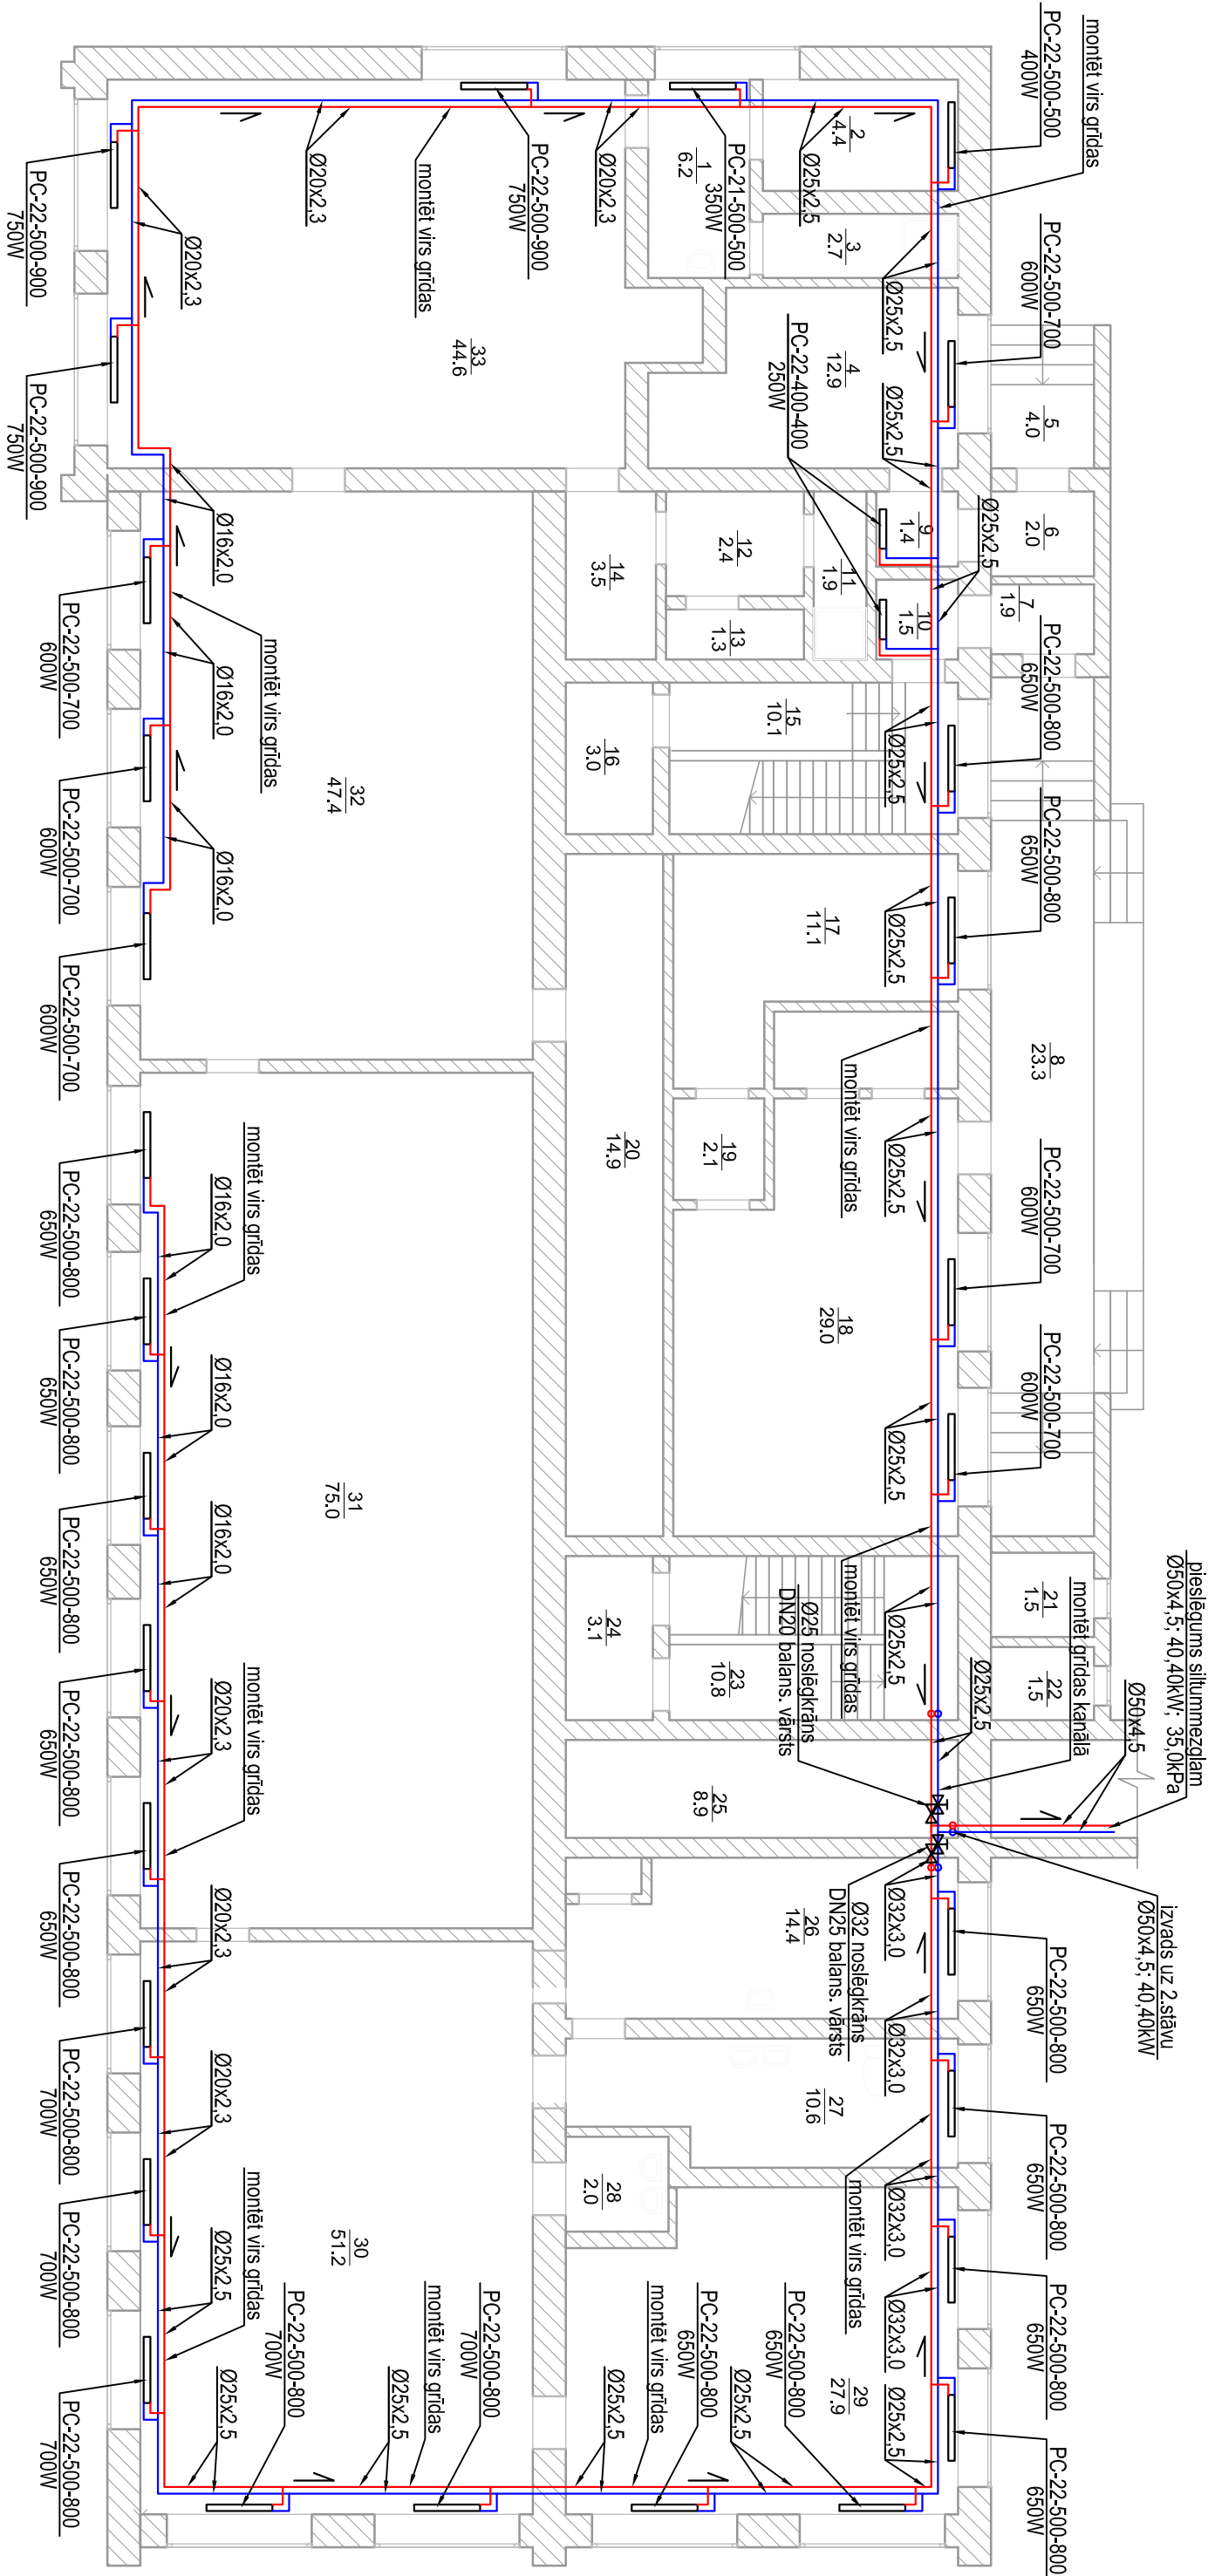 pieslēgums siltummezglam
Ø50x4,5; 40,40kW; 35,0kPa
izvads uz 2.stāvu
Ø50x4,5; 40,40kW
Ø50x4,5
montēt virs grīdas
montēt grīdas kanālā
PC-22-500-500
400W
PC-22-500-700
600W
PC-22-500-800
650W
PC-22-500-800
650W
PC-22-500-700
600W
PC-22-500-700
600W
PC-22-500-800
650W
PC-22-500-800
650W
PC-22-500-800
650W
PC-22-500-800
650W
5
4.0
6
2.0
7
1.9
8
23.3
21
1.5
22
1.5
Ø25x2,5
Ø25x2,5
9
1.4
10
1.5
Ø25x2,5
Ø25x2,5
Ø25x2,5
Ø25x2,5
Ø25x2,5
Ø25x2,5
Ø25x2,5
Ø32x3,0
Ø32x3,0
Ø32x3,0
Ø32x3,0
Ø25x2,5
montēt virs grīdas
montēt virs grīdas
montēt virs grīdas
Ø32 noslēgkrāns
DN25 balans. vārsts
Ø25 noslēgkrāns
DN20 balans. vārsts
2
4.4
3
2.7
4
12.9
11
1.9
17
11.1
18
29.0
26
14.4
27
10.6
29
27.9
Ø25x2,5
PC-22-400-400
250W
15
10.1
PC-22-500-800
650W
Ø25x2,5
PC-21-500-500
350W
1
6.2
12
2.4
13
1.3
19
2.1
23
10.8
25
8.9
PC-22-500-800
650W
montēt virs grīdas
Ø20x2,3
14
3.5
16
3.0
20
14.9
24
3.1
28
2.0
PC-22-500-900
750W
PC-22-500-800
700W
montēt virs grīdas
Ø25x2,5
33
44.6
montēt virs grīdas
32
47.4
31
75.0
30
51.2
Ø20x2,3
PC-22-500-800
700W
Ø25x2,5
montēt virs grīdas
montēt virs grīdas
montēt virs grīdas
montēt virs grīdas
Ø20x2,3
Ø16x2,0
Ø16x2,0
Ø16x2,0
Ø16x2,0
Ø16x2,0
Ø16x2,0
Ø20x2,3
Ø20x2,3
Ø20x2,3
Ø25x2,5
PC-22-500-900
750W
PC-22-500-900
750W
PC-22-500-700
600W
PC-22-500-700
600W
PC-22-500-700
600W
PC-22-500-800
650W
PC-22-500-800
650W
PC-22-500-800
650W
PC-22-500-800
650W
PC-22-500-800
650W
PC-22-500-800
700W
PC-22-500-800
700W
PC-22-500-800
700W